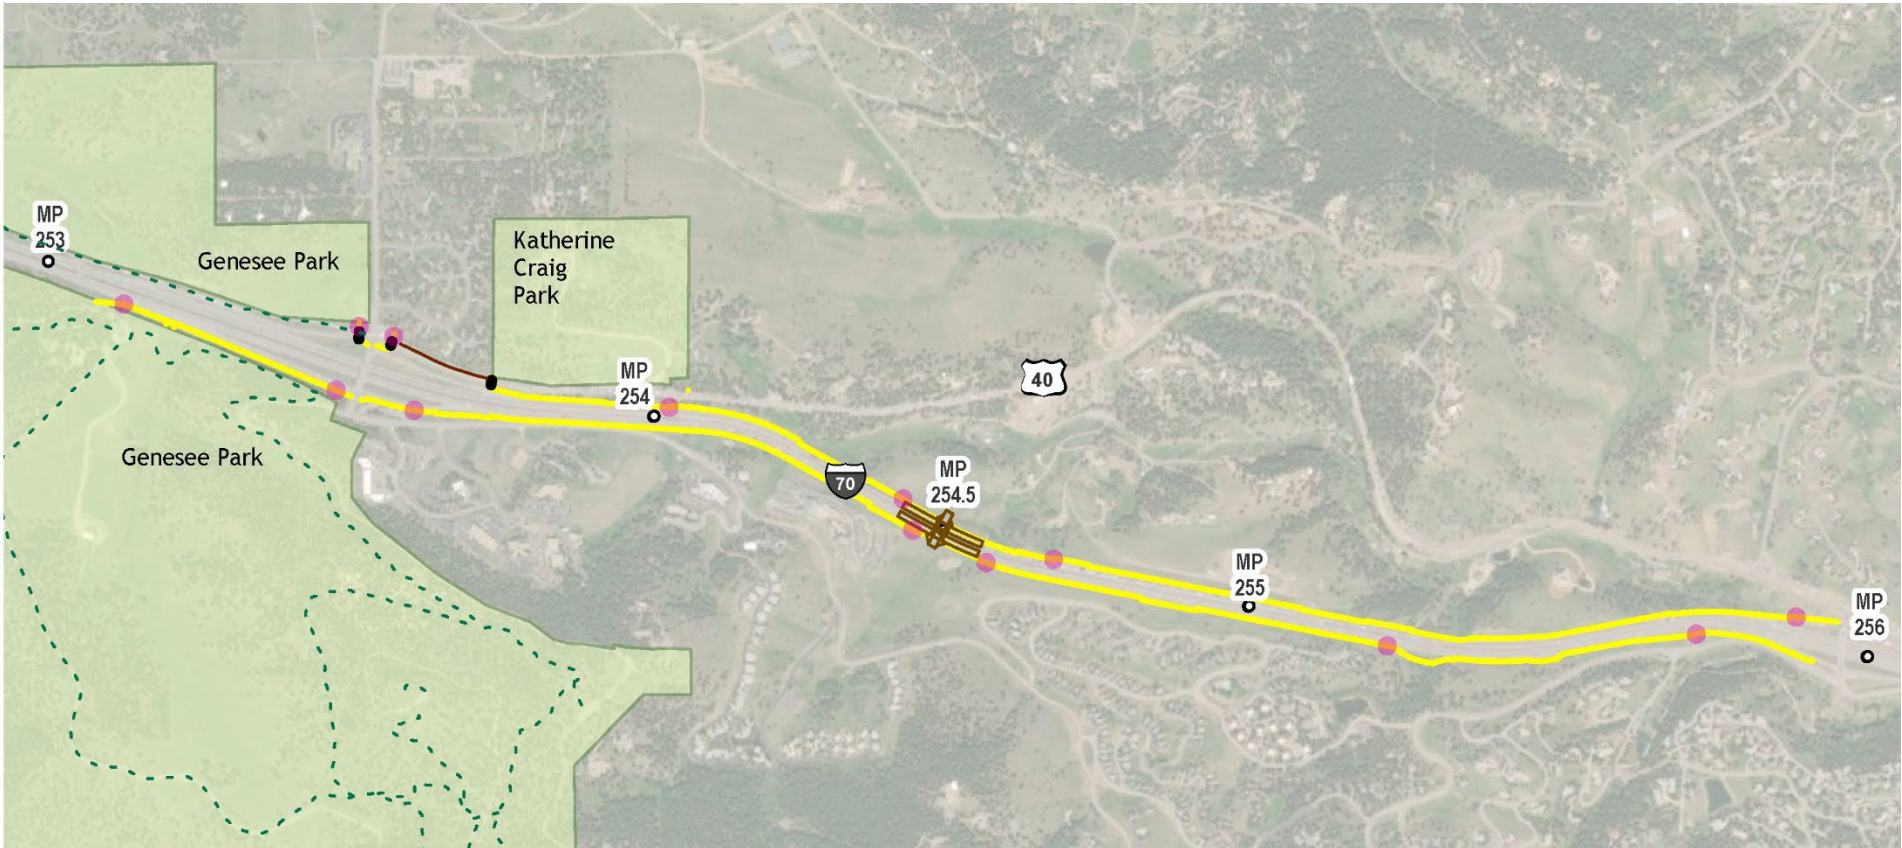 MP
253
Genesee Park
Katherine
Craig
Park
MP
254
40
Genesee Park
70
MP
254.5
MP
255
MP
256